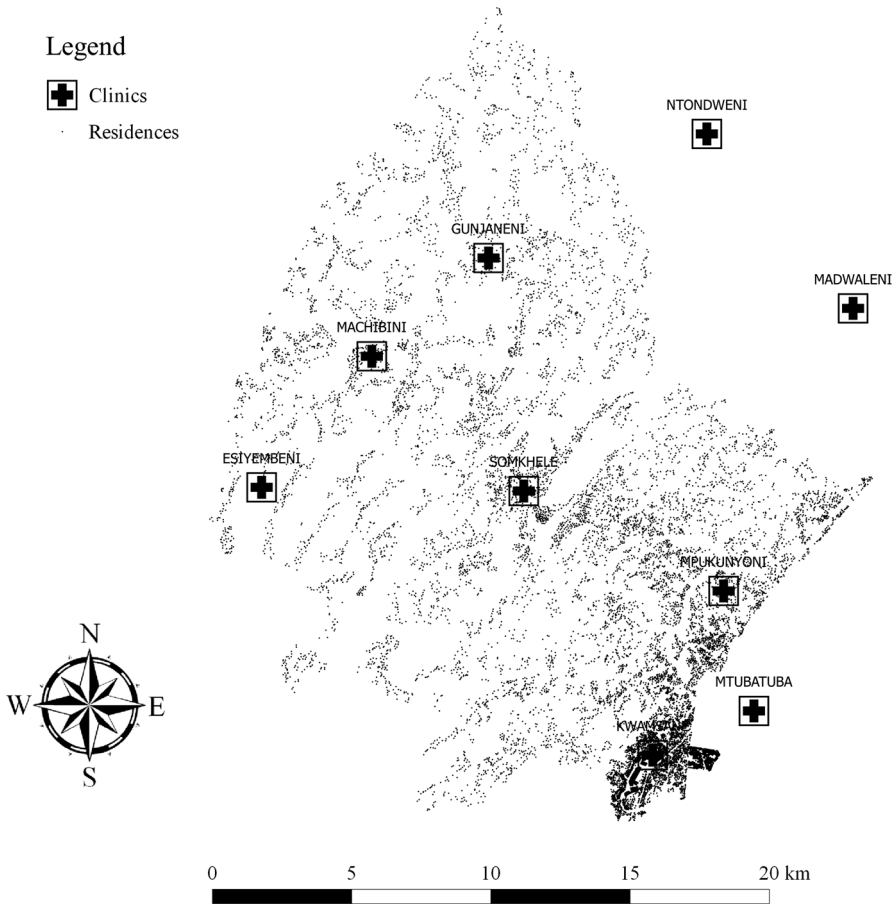 Legend
Clinics
Residences
NTONDWENI
GUNJANENI
MADWALENI
MACHIBINI
ESIYEMBENI
SOMKHELE
MPUKUNYONI
MTUBATUBA
N
W
E
S
0 5 10 15 20 km